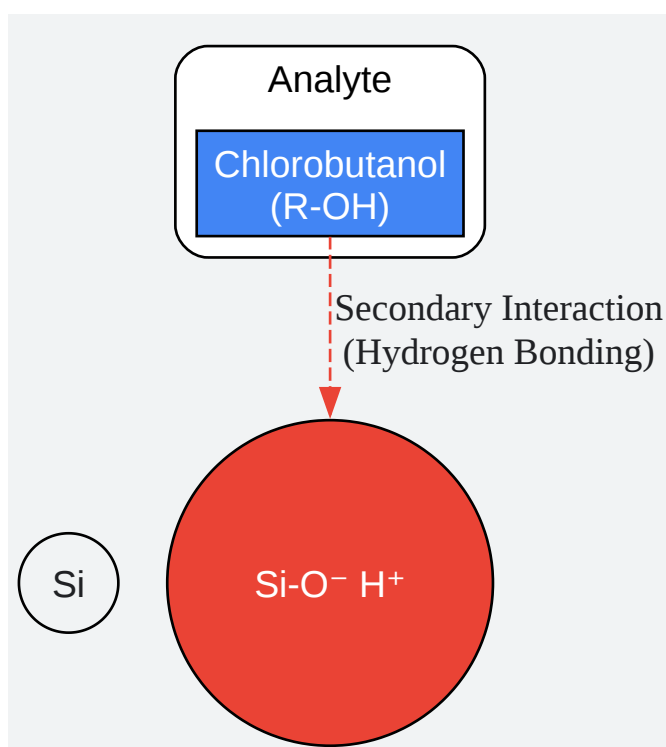 Analyte
Chlorobutanol
(R-OH)
Secondary Interaction
(Hydrogen Bonding)
Si
Si-O⁻ H⁺